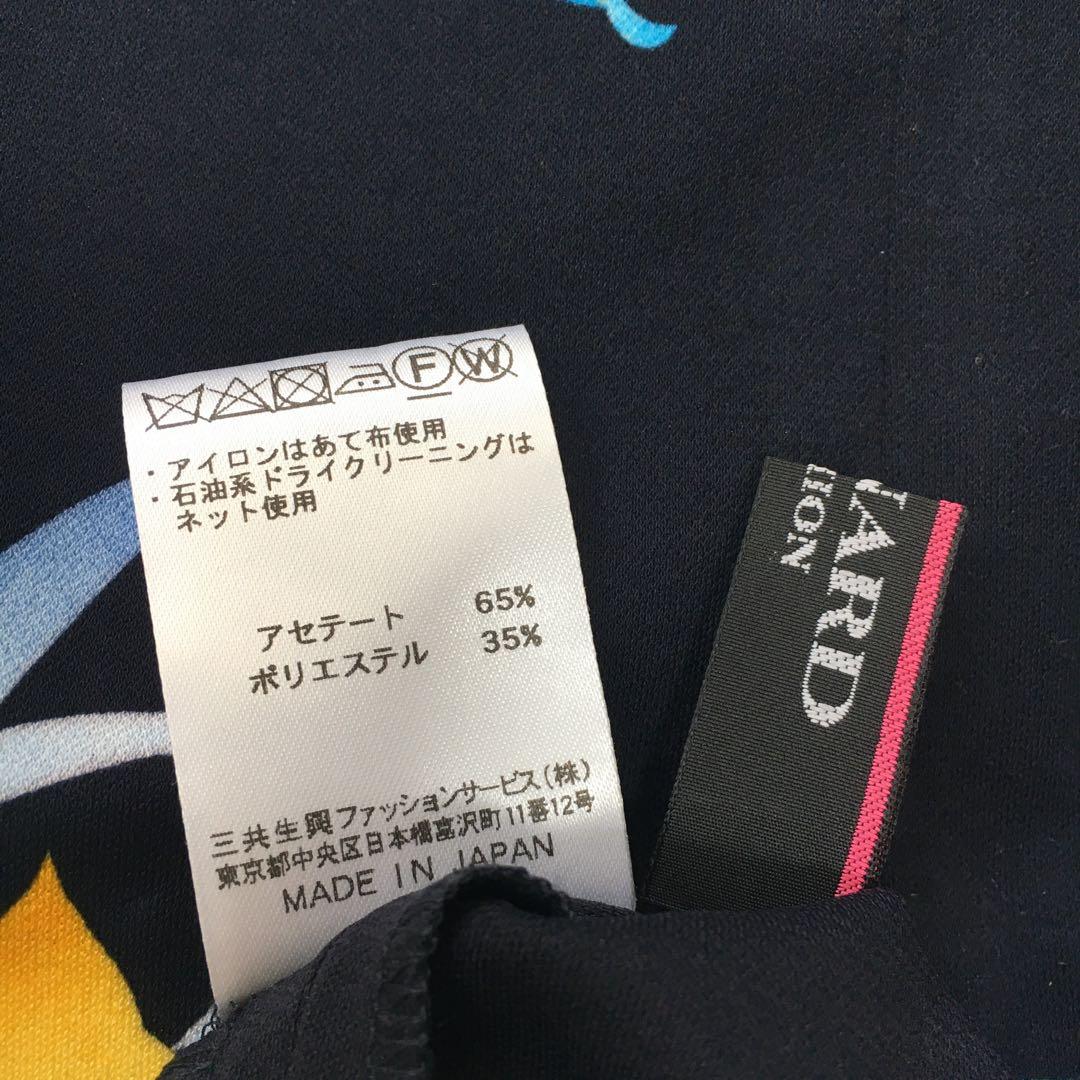 F W
・アイロンはあて布使用
・石油系ドライクリーニングは
ネット使用
アセテート 65%
ポリエステル 35%
三共生興ファッションサービス(株)
東京都中央区日本橋富沢町11番12号
MADE IN JAPAN
NARD
TION